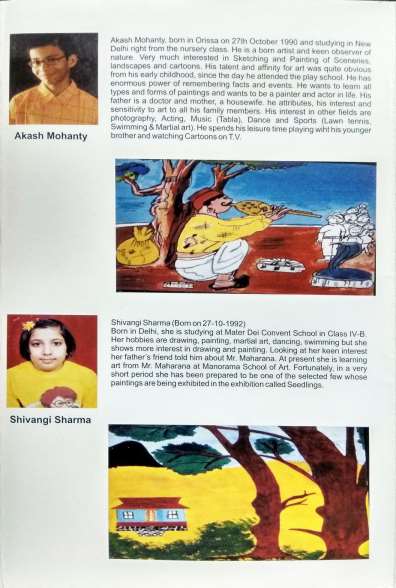 Akash Mohanty, born in Orissa on 27th October 1990 and studying in New
Delhi right from the nursery class. He is a born artist and keen observer of
nature. Very much interested in Sketching and Painting of Sceneries,
landscapes and cartoons. His talent and affinity for art was quite obvious
from his early childhood, since the day he attended the play school. He has
enormous power of remembering facts and events. He wants to learn all
types and forms of paintings and wants to be a painter and actor in life. His
father is a doctor and mother, a housewife. he attributes, his interest and
sensitivity to art to all his family members. His interest in other fields are
photography, Acting, Music (Tabla), Dance and Sports (Lawn tennis,
Swimming & Martial art). He spends his leisure time playing wiht his younger
brother and watching Cartoons on T.V.
Akash Mohanty
Shivangi Sharma (Born on 27-10-1992)
Born in Delhi, she is studying at Mater Dei Convent School in Class IV-B.
Her hobbies are drawing, painting, martial art, dancing, swimming but she
shows more interest in drawing and painting. Looking at her keen interest
her father's friend told him about Mr. Maharana. At present she is learning
art from Mr. Maharana at Manorama School of Art. Fortunately, in a very
short period she has been prepared to be one of the selected few whose
paintings are being exhibited in the exhibition called Seedlings.
Shivangi Sharma